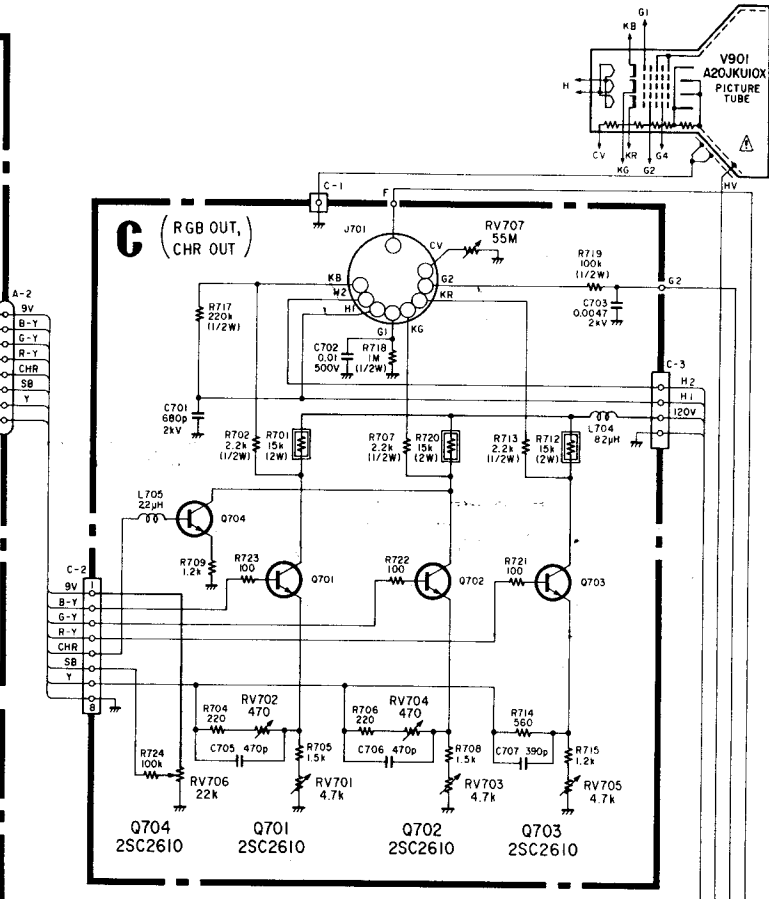 KB
G1
V901
A20JKU10X
PICTURE
TUBE
H
CV
KR
G4
KG
G2
HV
C-1
F
C
(RGB OUT,
CHR OUT)
J701
CV
RV707
55M
KB
H2
H1
G1
KG
KR
G2
R719
100k
(1/2W)
G2
C703
0.0047
2kV
A-2
9V
B-Y
G-Y
R-Y
CHR
SB
Y
R717
220k
(1/2W)
C702
0.01
500V
R718
1M
(1/2W)
C-3
H2
H1
120V
C701
680p
2kV
L704
82μH
R702
2.2k
(1/2W)
R701
15k
(2W)
R707
2.2k
(1/2W)
R720
15k
(2W)
R713
2.2k
(1/2W)
R712
15k
(2W)
L705
22μH
Q704
R709
1.2k
R723
100
Q701
R722
100
Q702
R721
100
Q703
C-2
9V
1
B-Y
G-Y
R-Y
CHR
SB
Y
8
R704
220
RV702
470
C705 470p
R705
1.5k
RV701
4.7k
R706
220
RV704
470
C706 470p
R708
1.5k
RV703
4.7k
R714
560
C707 390p
R715
1.2k
RV705
4.7k
R724
100k
RV706
22k
Q704
2SC2610
Q701
2SC2610
Q702
2SC2610
Q703
2SC2610